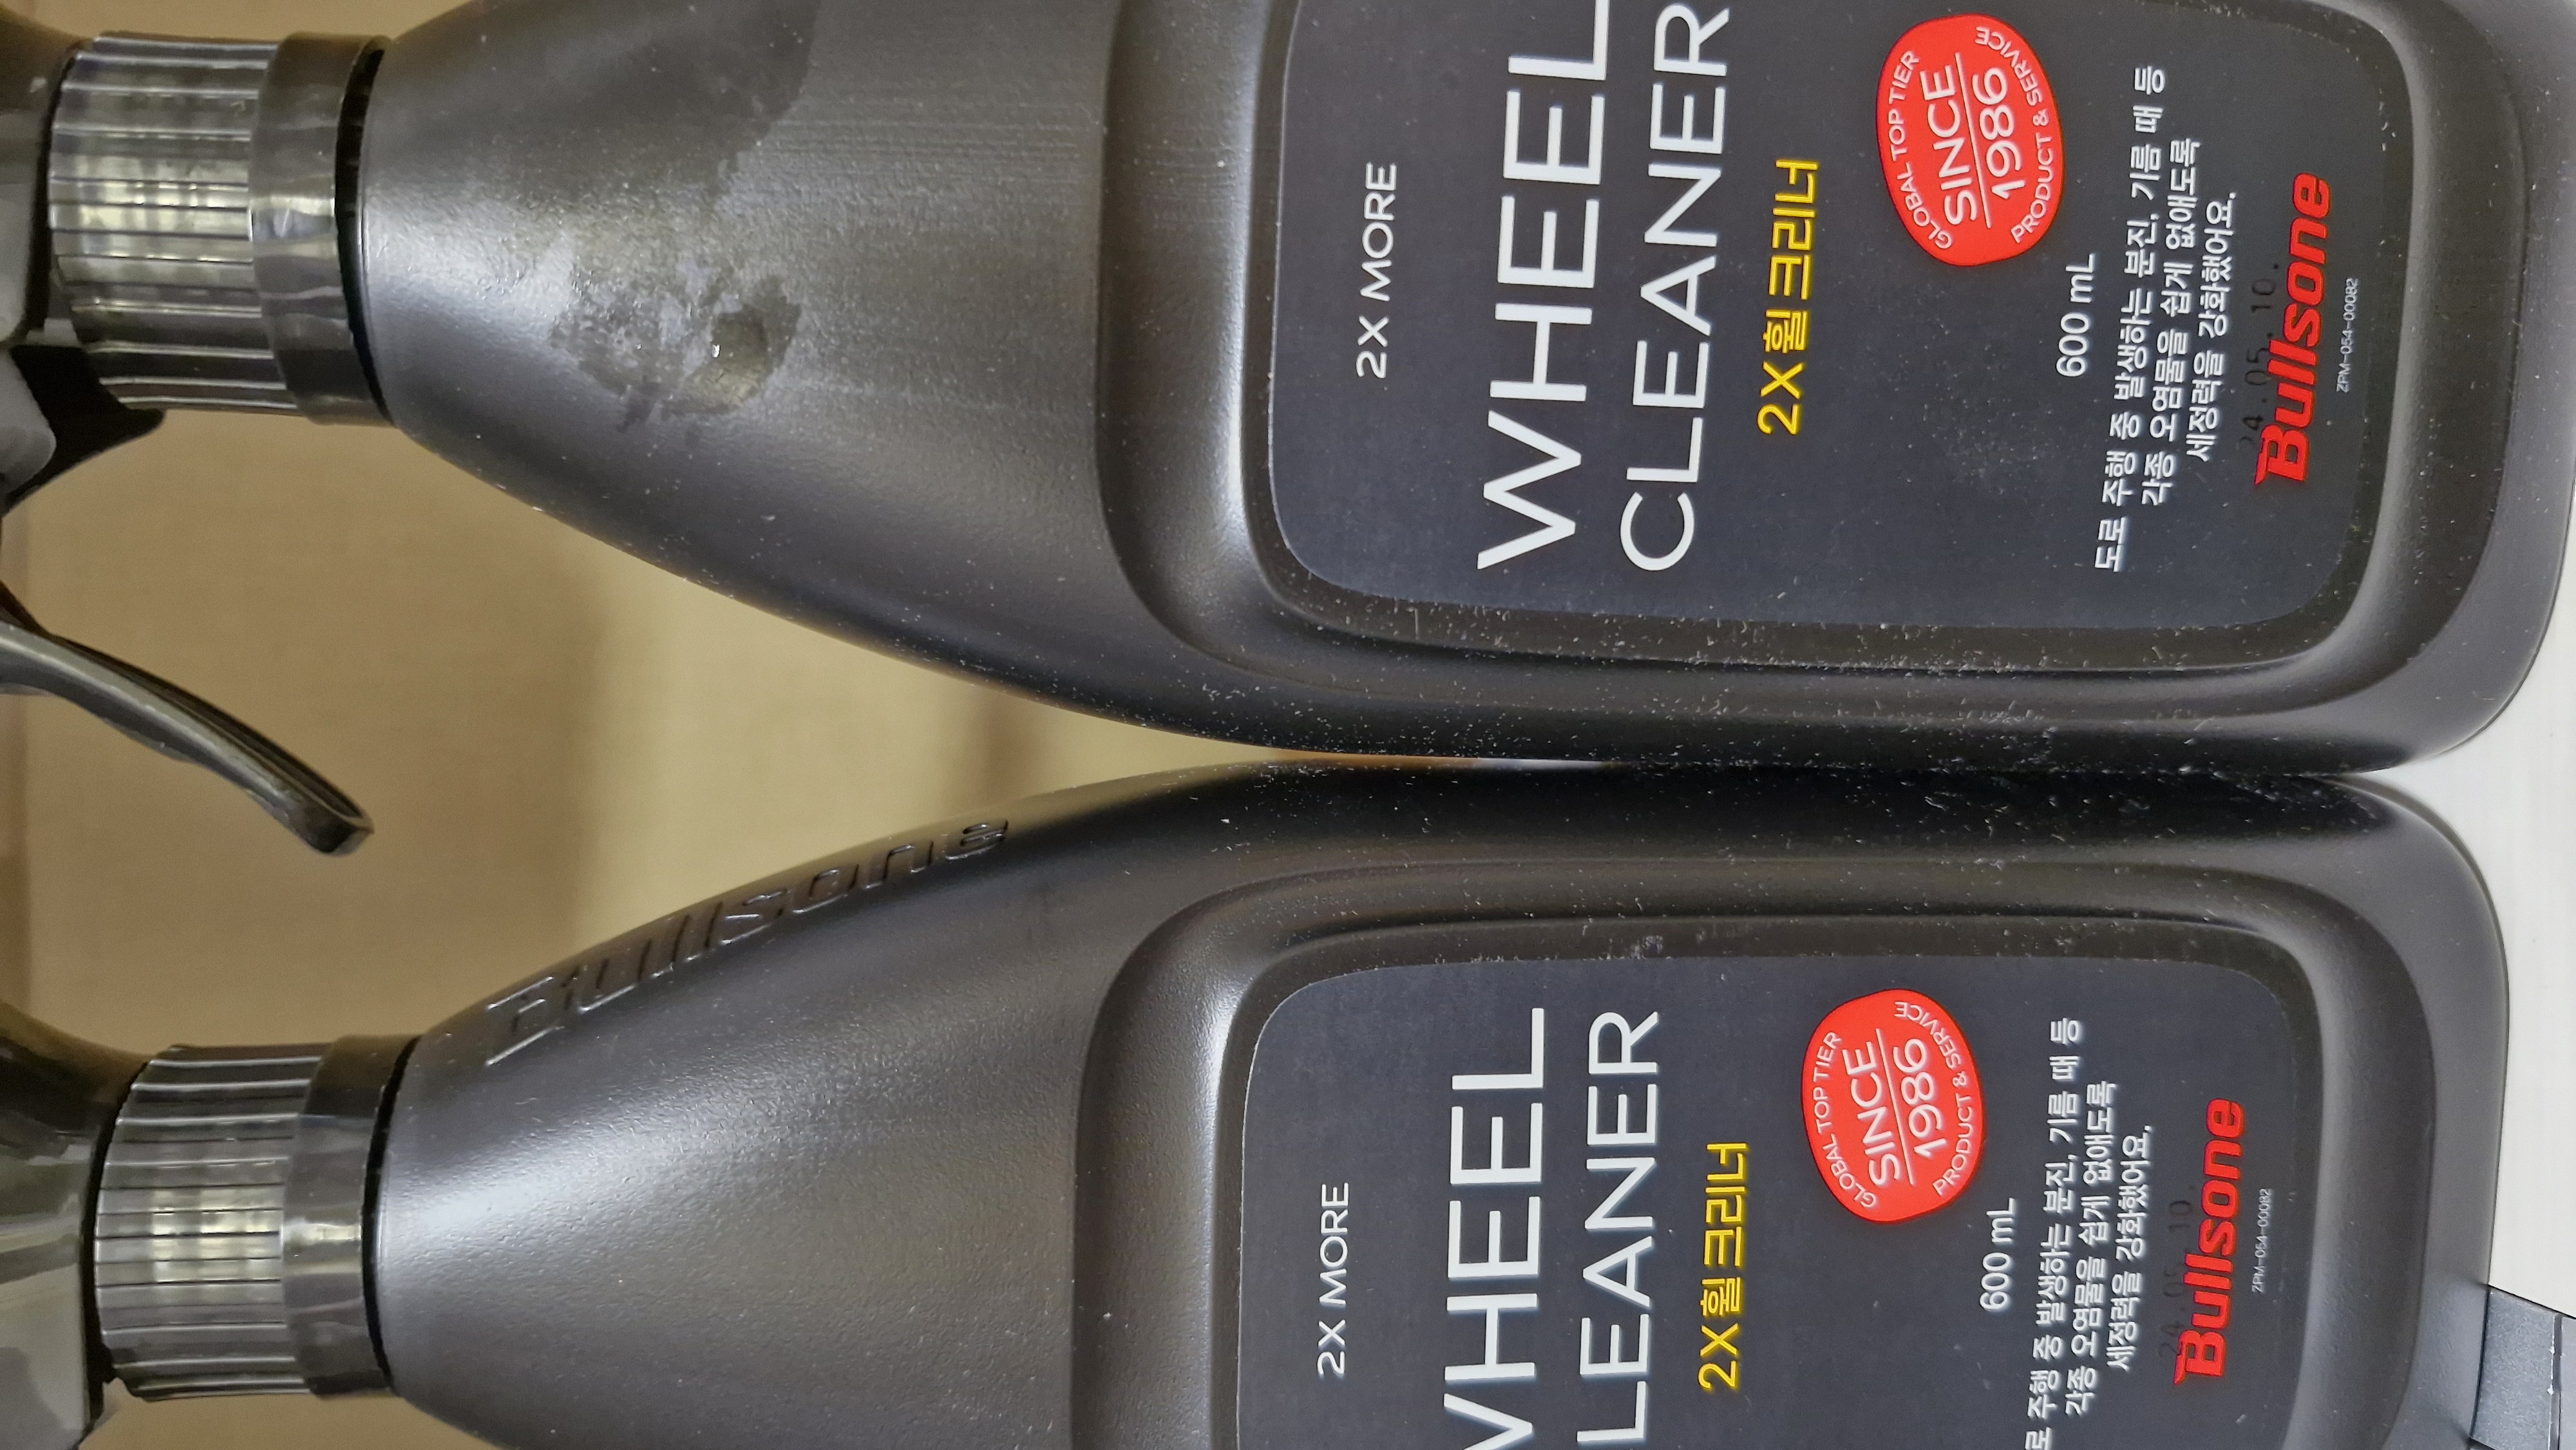 2X MORE
WHEEL
CLEANER
2X 휠 크리너
GLOBAL TOP TIER
SINCE
1986
PRODUCT & SERVICE
600 mL
도로 주행 중 발생하는 분진, 기름 때 등
각종 오염물을 쉽게 없애도록
세정력을 강화했어요.
24.05.10.
Bullsone
ZPM-054-00082
Bullsone
2X MORE
WHEEL
LEANER
2X 휠 크리너
GLOBAL TOP TIER
SINCE
1986
PRODUCT & SERVICE
600 mL
로 주행 중 발생하는 분진, 기름 때 등
각종 오염물을 쉽게 없애도록
세정력을 강화했어요.
24.05.10.
Bullsone
ZPM-054-00082